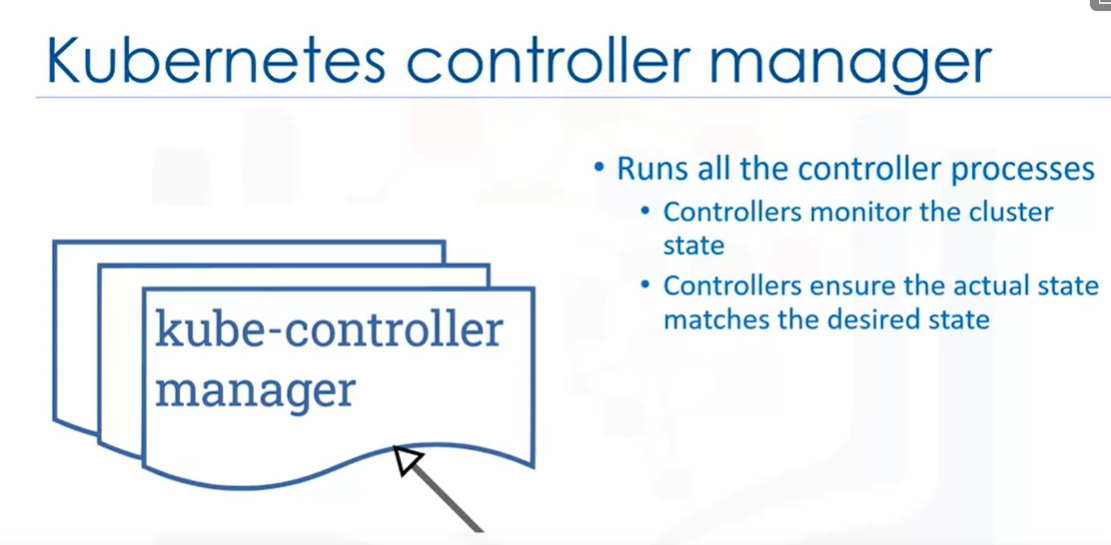 Kubernetes controller manager
• Runs all the controller processes
• Controllers monitor the cluster
state
• Controllers ensure the actual state
matches the desired state
kube-controller
manager